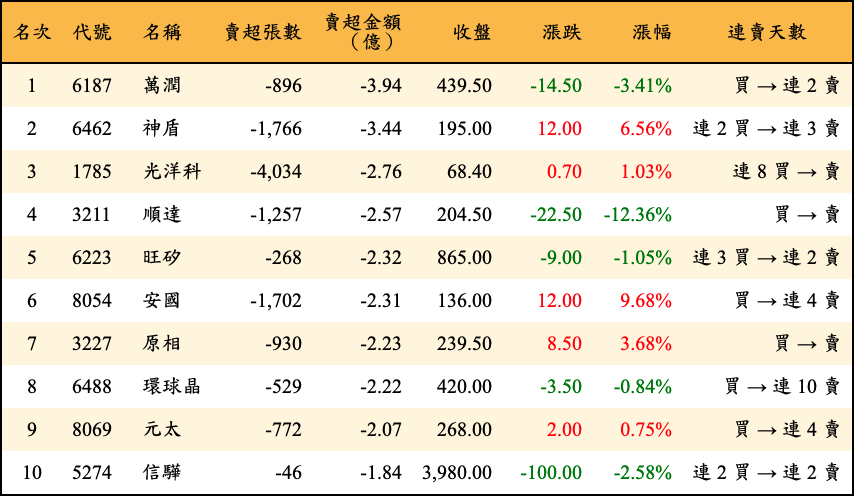 名次 代號 名稱 賣超張數 賣超金額（億） 收盤 漲跌 漲幅 連賣天數
1 6187 萬潤 -896 -3.94 439.50 -14.50 -3.41% 買 → 連 2 賣
2 6462 神盾 -1,766 -3.44 195.00 12.00 6.56% 連 2 買 → 連 3 賣
3 1785 光洋科 -4,034 -2.76 68.40 0.70 1.03% 連 8 買 → 賣
4 3211 順達 -1,257 -2.57 204.50 -22.50 -12.36% 買 → 賣
5 6223 旺矽 -268 -2.32 865.00 -9.00 -1.05% 連 3 買 → 連 2 賣
6 8054 安國 -1,702 -2.31 136.00 12.00 9.68% 買 → 連 4 賣
7 3227 原相 -930 -2.23 239.50 8.50 3.68% 買 → 賣
8 6488 環球晶 -529 -2.22 420.00 -3.50 -0.84% 買 → 連 10 賣
9 8069 元太 -772 -2.07 268.00 2.00 0.75% 買 → 連 4 賣
10 5274 信驊 -46 -1.84 3,980.00 -100.00 -2.58% 連 2 買 → 連 2 賣